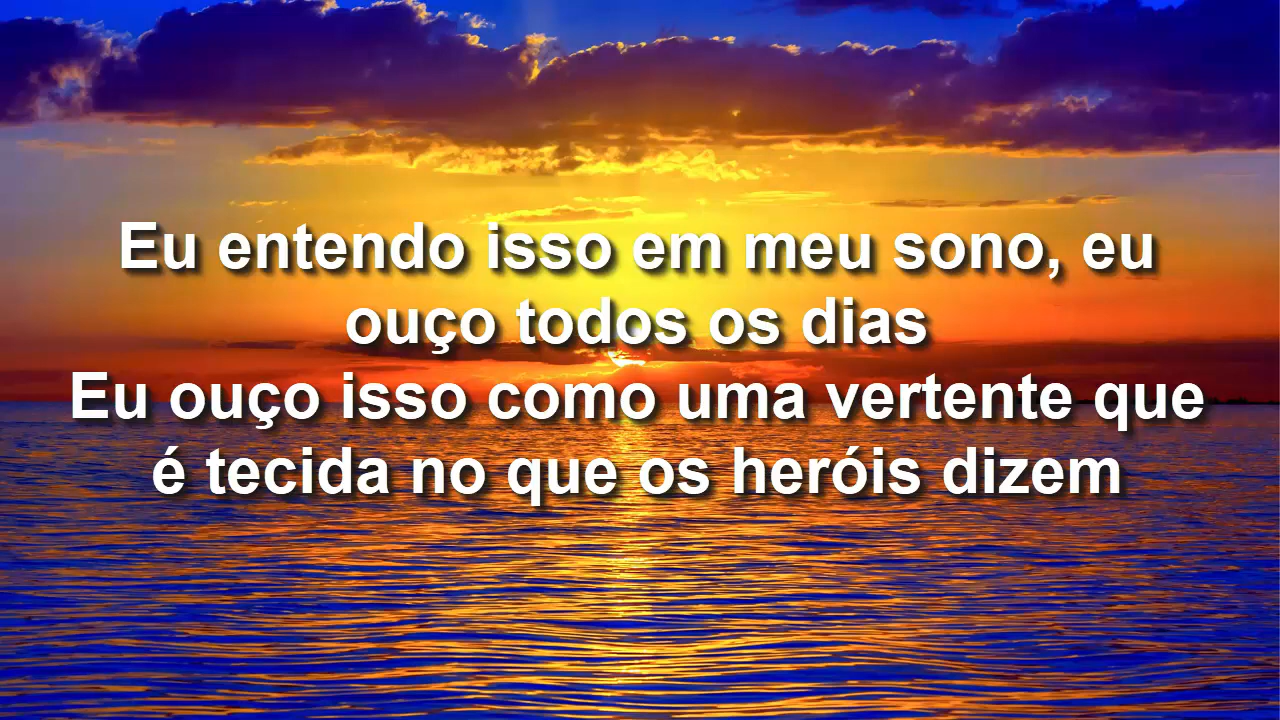 Eu entendo isso em meu sono, eu
ouço todos os dias
Eu ouço isso como uma vertente que
é tecida no que os heróis dizem